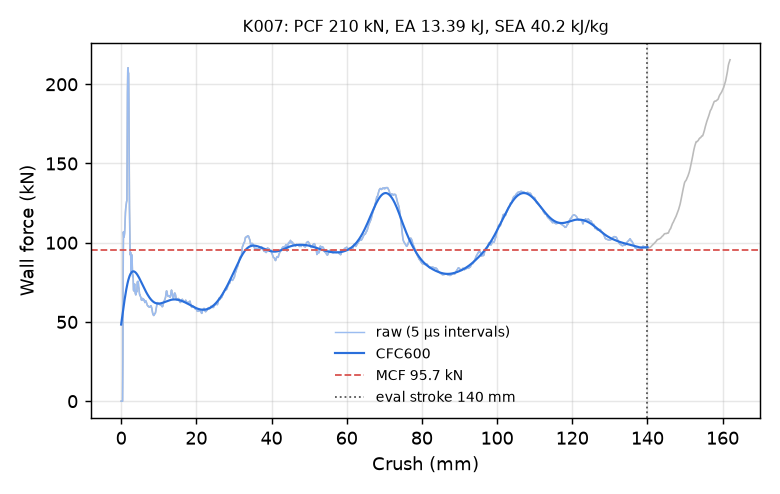 K007: PCF 210 kN, EA 13.39 kJ, SEA 40.2 kJ/kg
200
150
100
50
0
Wall force (kN)
raw (5 µs intervals)
CFC600
MCF 95.7 kN
eval stroke 140 mm
0 20 40 60 80 100 120 140 160
Crush (mm)